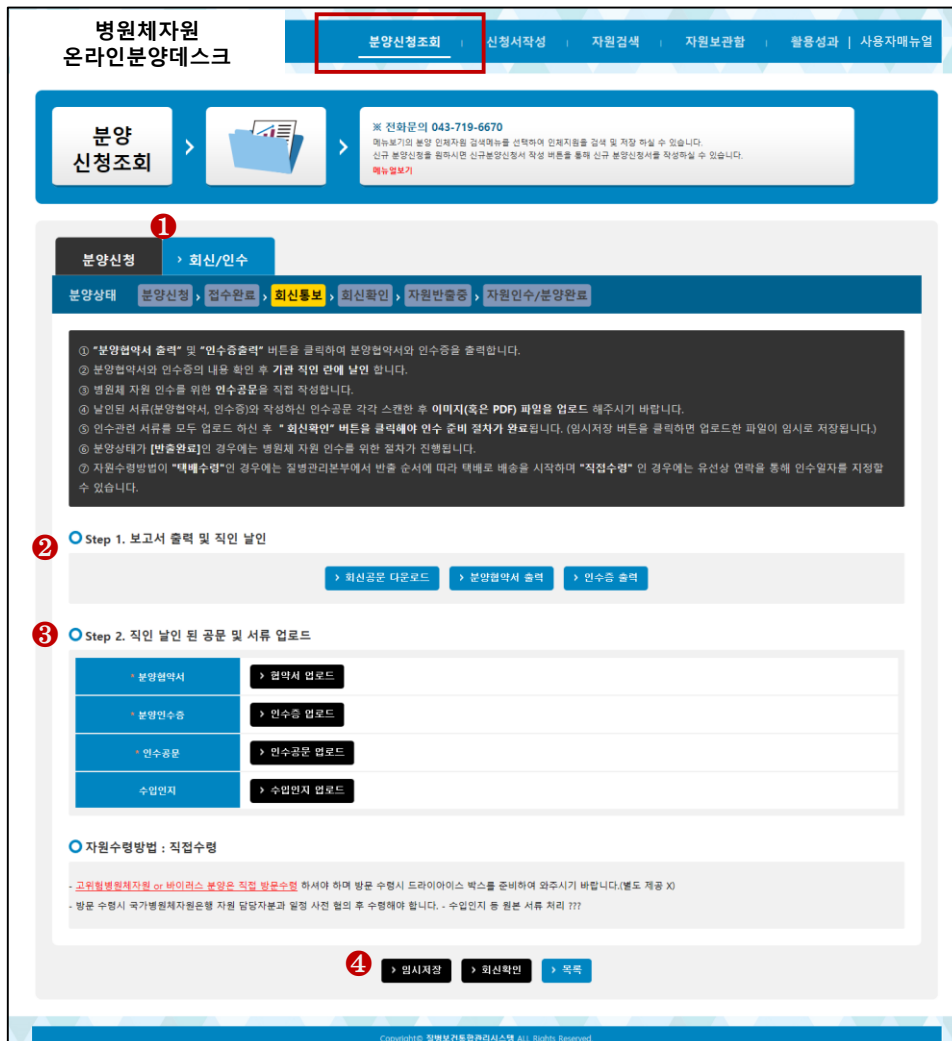 병원체자원
온라인분양데스크
분양신청조회 | 신청서작성 | 자원검색 | 자원보관함 | 활용성과 | 사용자매뉴얼
분양
신청조회
※ 전화문의 043-719-6670
메뉴보기의 분양 인체자원 검색메뉴를 선택하여 인체자원을 검색 및 저장 하실 수 있습니다.
신규 분양신청을 원하시면 신규분양신청서 작성 버튼을 통해 신규 분양신청서를 작성하실 수 있습니다.
메뉴얼보기
❶
분양신청 › 회신/인수
분양상태 분양신청 › 접수완료 › 회신통보 › 회신확인 › 자원반출중 › 자원인수/분양완료
① "분양협약서 출력" 및 "인수증출력" 버튼을 클릭하여 분양협약서와 인수증을 출력합니다.
② 분양협약서와 인수증의 내용 확인 후 기관 직인 란에 날인 합니다.
③ 병원체 자원 인수를 위한 인수공문을 직접 작성합니다.
④ 날인된 서류(분양협약서, 인수증)와 작성하신 인수공문 각각 스캔한 후 이미지(혹은 PDF) 파일을 업로드 해주시기 바랍니다.
⑤ 인수관련 서류를 모두 업로드 하신 후 " 회신확인" 버튼을 클릭해야 인수 준비 절차가 완료됩니다. (임시저장 버튼을 클릭하면 업로드한 파일이 임시로 저장됩니다.)
⑥ 분양상태가 [반출완료]인 경우에는 병원체 자원 인수를 위한 절차가 진행됩니다.
⑦ 자원수령방법이 "택배수령"인 경우에는 질병관리본부에서 반출 순서에 따라 택배로 배송을 시작하며 "직접수령" 인 경우에는 유선상 연락을 통해 인수일자를 지정할
수 있습니다.
❷ Step 1. 보고서 출력 및 직인 날인
› 회신공문 다운로드 › 분양협약서 출력 › 인수증 출력
❸ Step 2. 직인 날인 된 공문 및 서류 업로드
* 분양협약서 › 협약서 업로드
* 분양인수증 › 인수증 업로드
* 인수공문 › 인수공문 업로드
수입인지 › 수입인지 업로드
자원수령방법 : 직접수령
- 고위험병원체자원 or 바이러스 분양은 직접 방문수령 하셔야 하며 방문 수령시 드라이아이스 박스를 준비하여 와주시기 바랍니다.(별도 제공 X)
- 방문 수령시 국가병원체자원은행 자원 담당자분과 일정 사전 협의 후 수령해야 합니다. - 수입인지 등 원본 서류 처리 ???
❹ › 임시저장 › 회신확인 › 목록
Copyright© 질병보건통합관리시스템 ALL Rights Reserved.